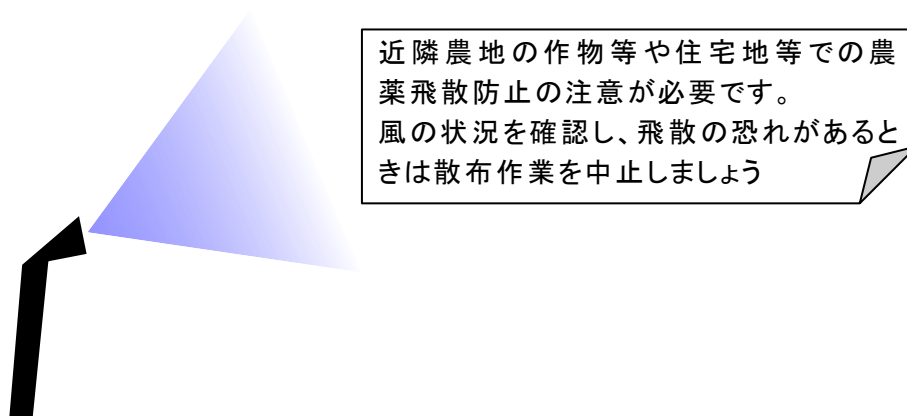 近隣農地の作物等や住宅地等での農
薬飛散防止の注意が必要です。
風の状況を確認し、飛散の恐れがあると
きは散布作業を中止しましょう